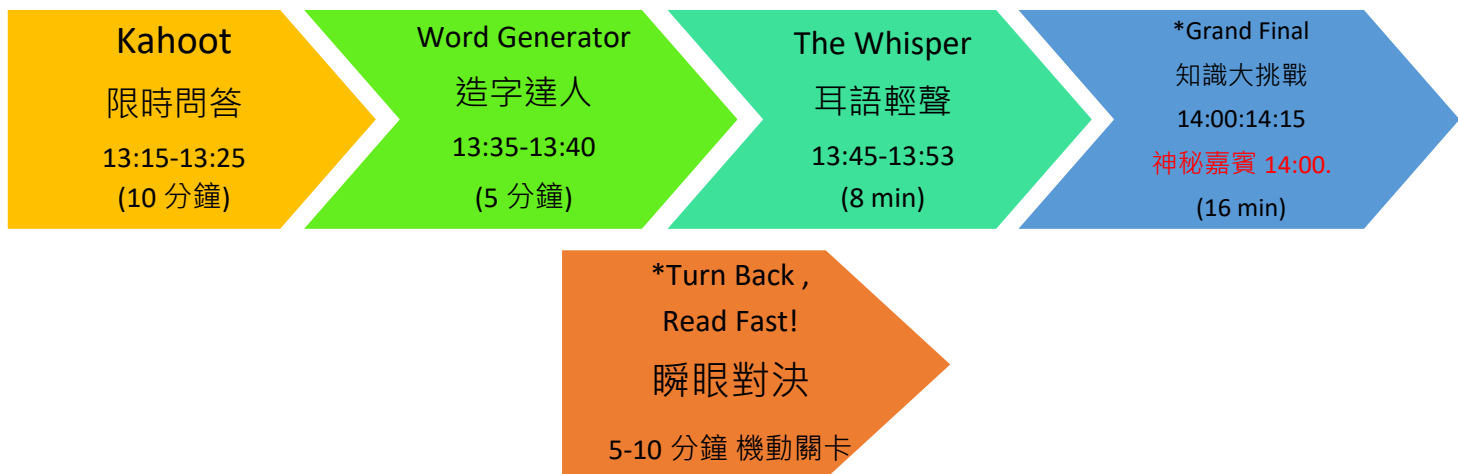 Kahoot
限時問答
13:15-13:25
(10 分鐘)
Word Generator
造字達人
13:35-13:40
(5 分鐘)
The Whisper
耳語輕聲
13:45-13:53
(8 min)
*Grand Final
知識大挑戰
14:00:14:15
神秘嘉賓 14:00.
(16 min)
*Turn Back ,
Read Fast!
瞬眼對決
5-10 分鐘 機動關卡